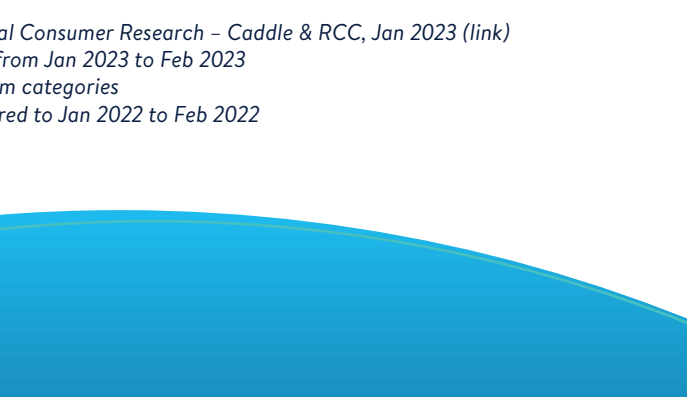 al Consumer Research – Caddle & RCC, Jan 2023 (link)
from Jan 2023 to Feb 2023
m categories
red to Jan 2022 to Feb 2022